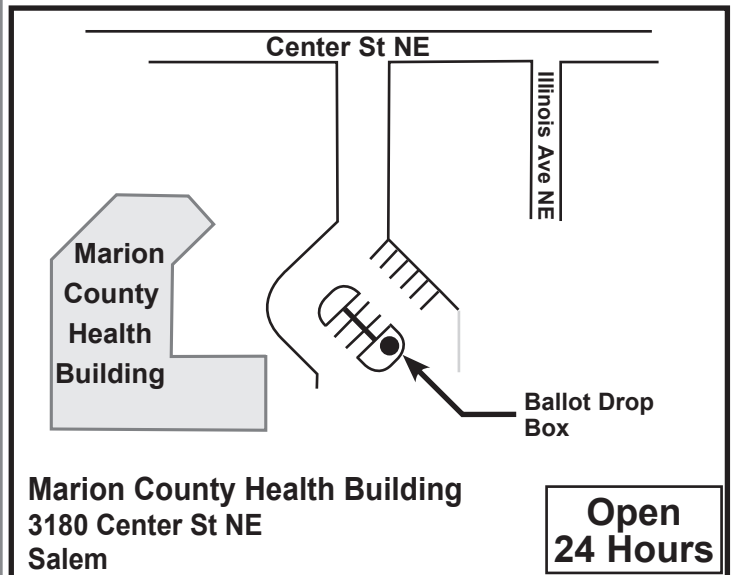 Center St NE
Illinois Ave NE
Marion
County
Health
Building
Ballot Drop
Box
Marion County Health Building
3180 Center St NE
Salem
Open
24 Hours